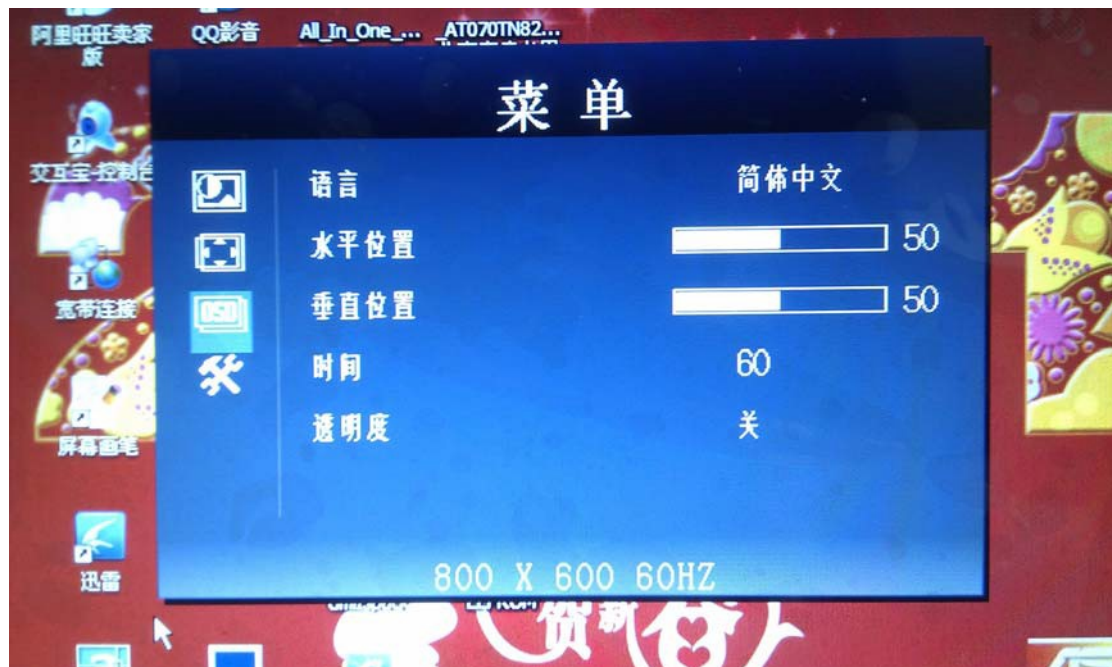 阿里旺旺卖家
版
QQ影音
All_In_One_...
_AT070TN82...
菜单
交互宝-控制台
语言
简体中文
水平位置
50
宽带连接
OSD
垂直位置
50
时间
60
屏幕画笔
透明度
关
迅雷
800 X 600 60HZ
贺新